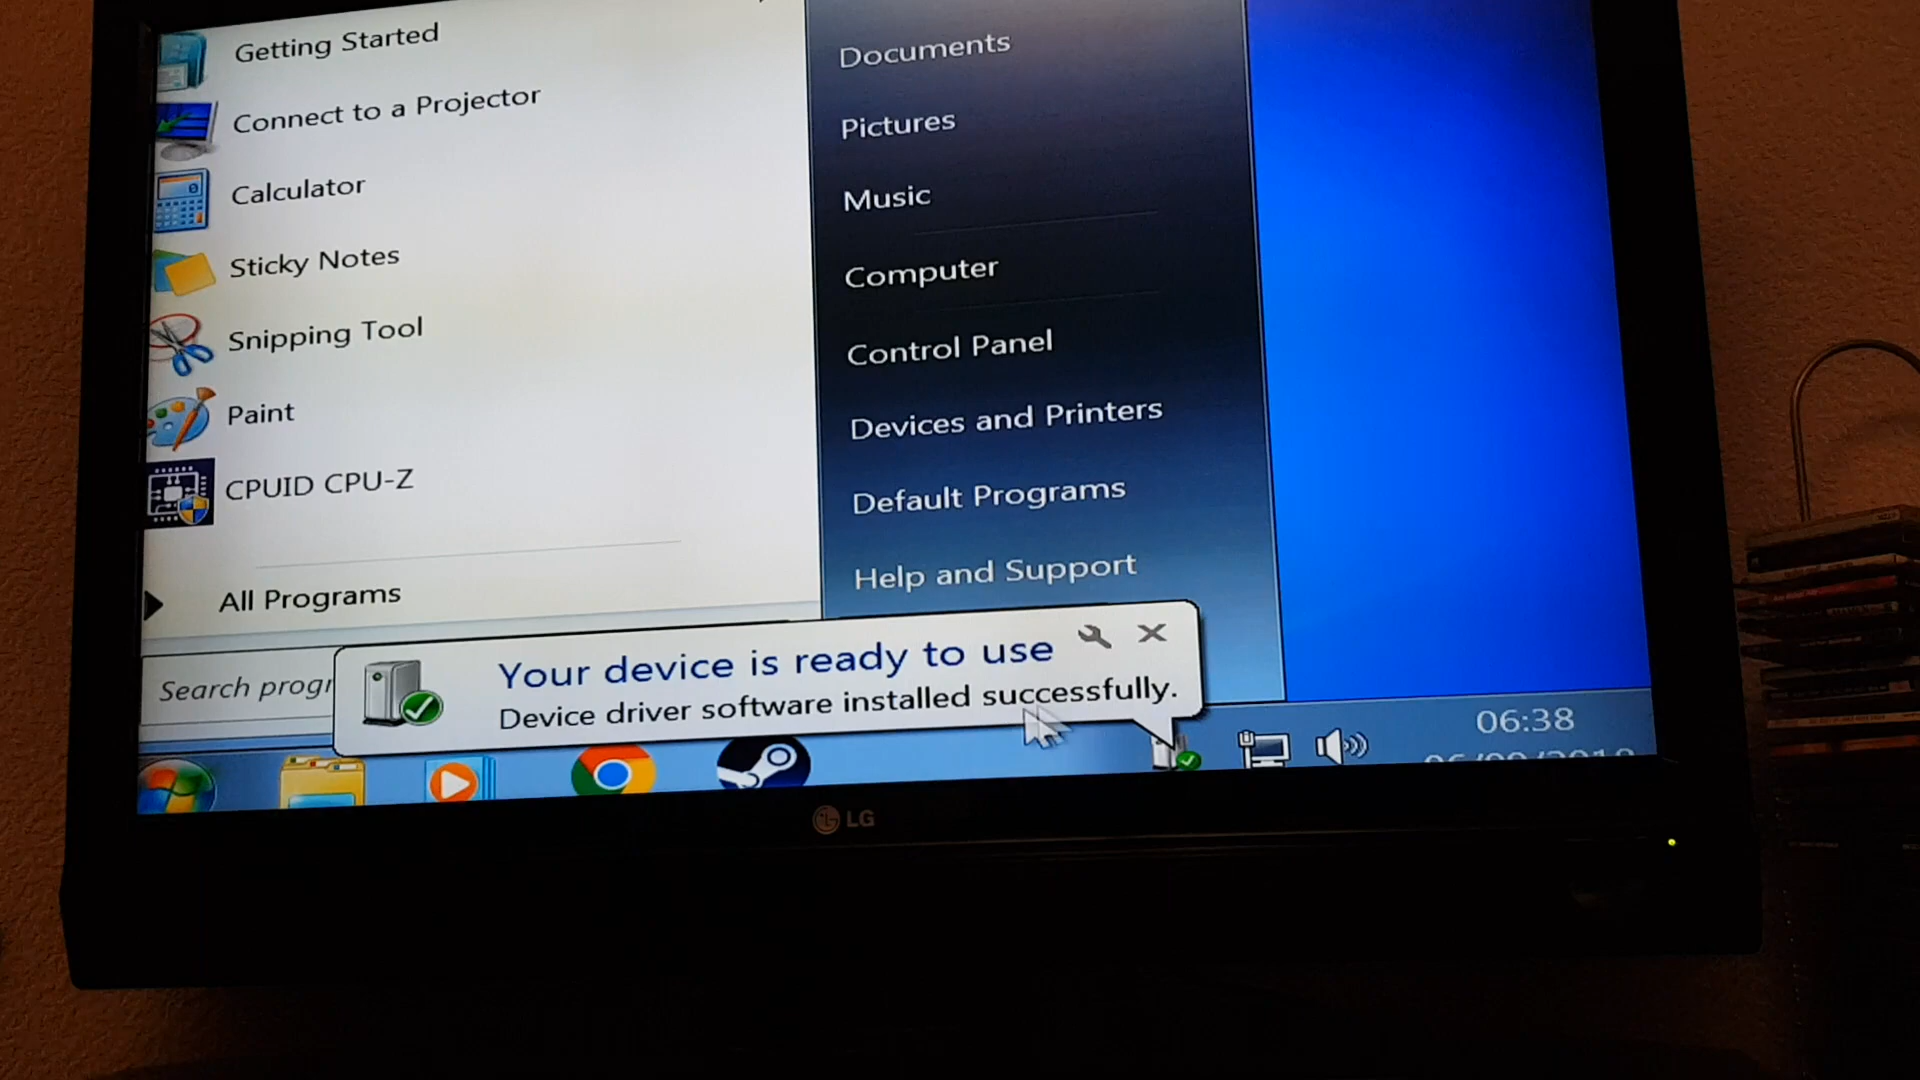 Getting Started
Connect to a Projector
Calculator
Sticky Notes
Snipping Tool
Paint
CPUID CPU-Z
All Programs
Search progr
Documents
Pictures
Music
Computer
Control Panel
Devices and Printers
Default Programs
Help and Support
Your device is ready to use
Device driver software installed successfully.
06:38
LG